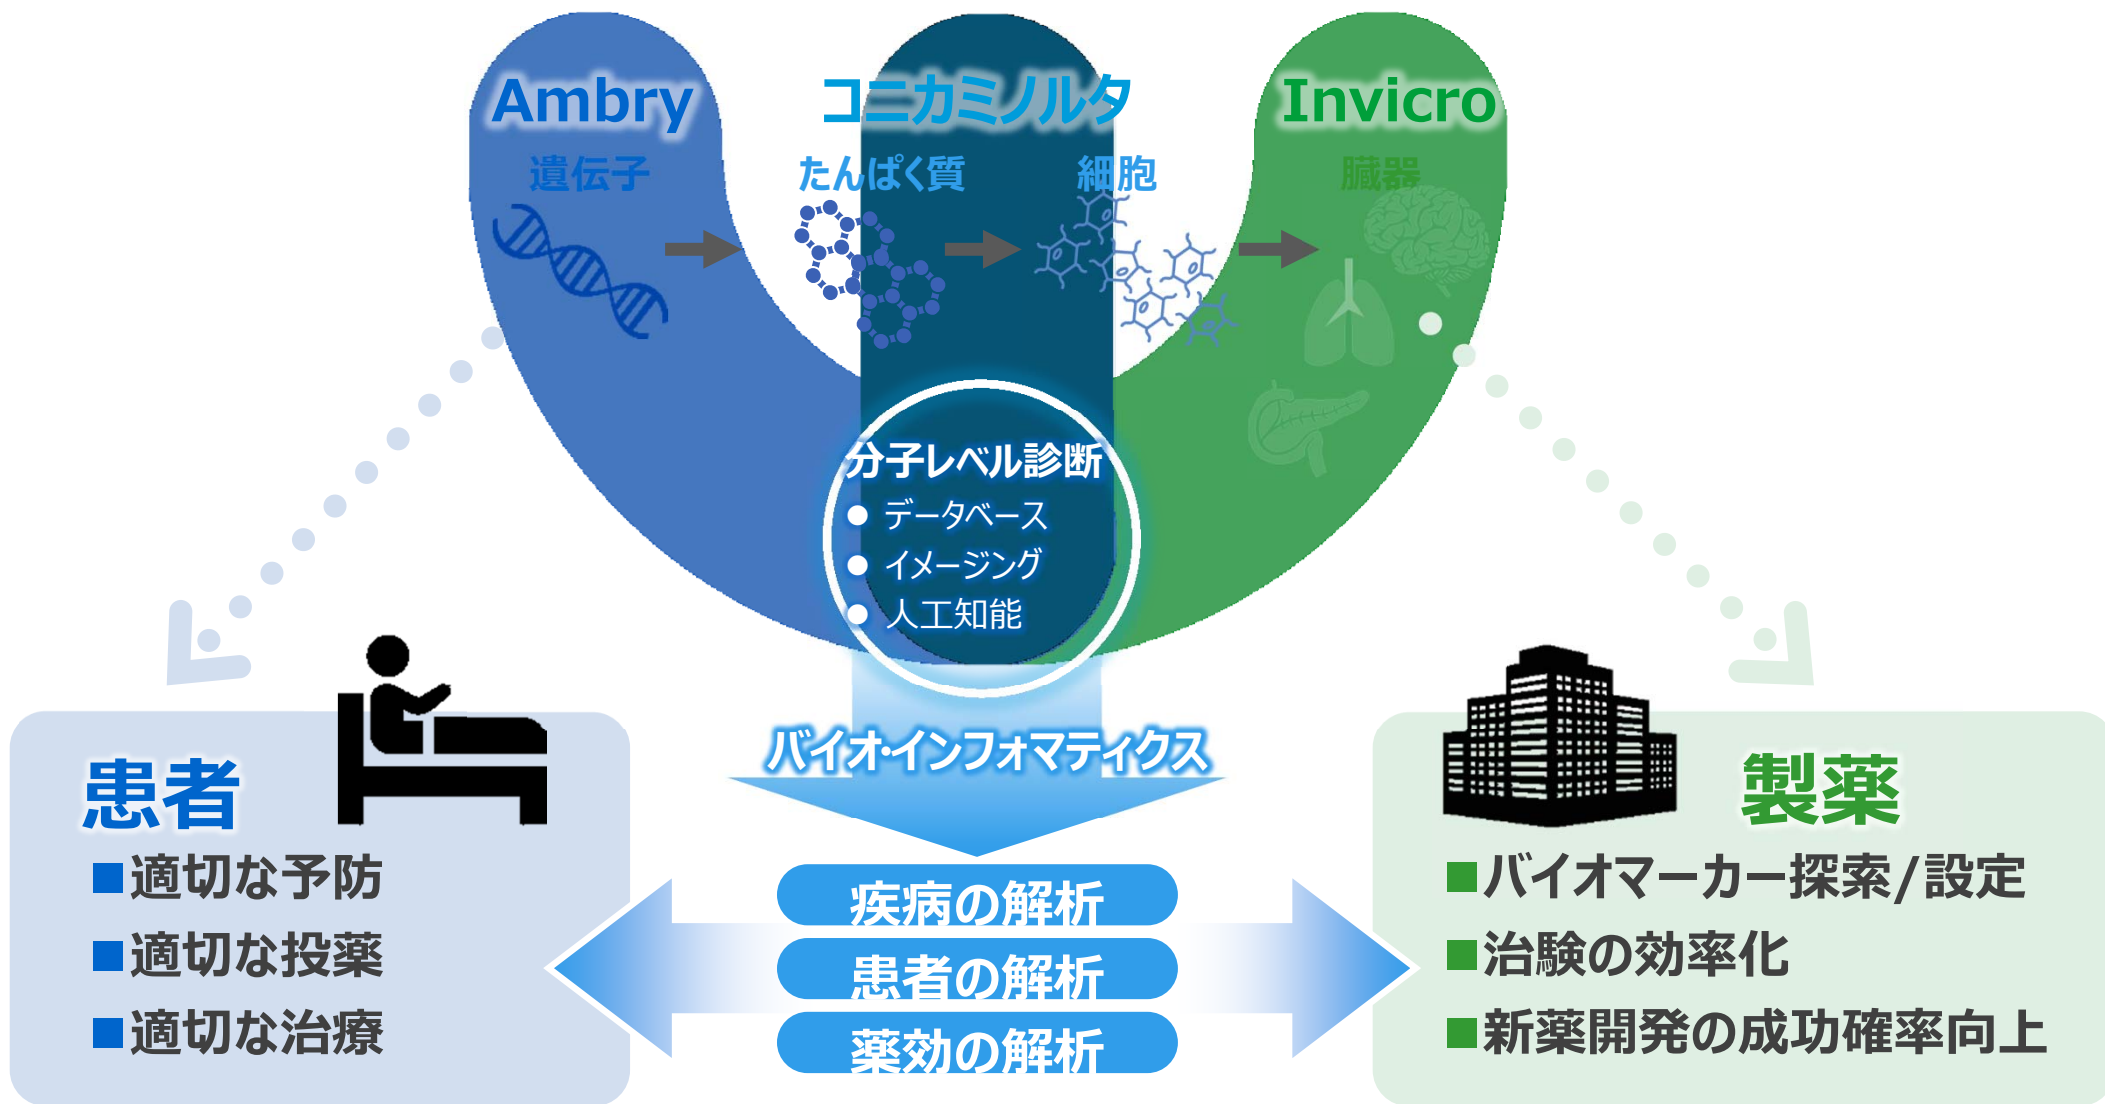 Ambry
コニカミノルタ
Invicro
遺伝子
たんぱく質
細胞
臓器
分子レベル診断
● データベース
● イメージング
● 人工知能
バイオ・インフォマティクス
患者
■適切な予防
■適切な投薬
■適切な治療
疾病の解析
患者の解析
薬効の解析
製薬
■バイオマーカー探索/設定
■治験の効率化
■新薬開発の成功確率向上